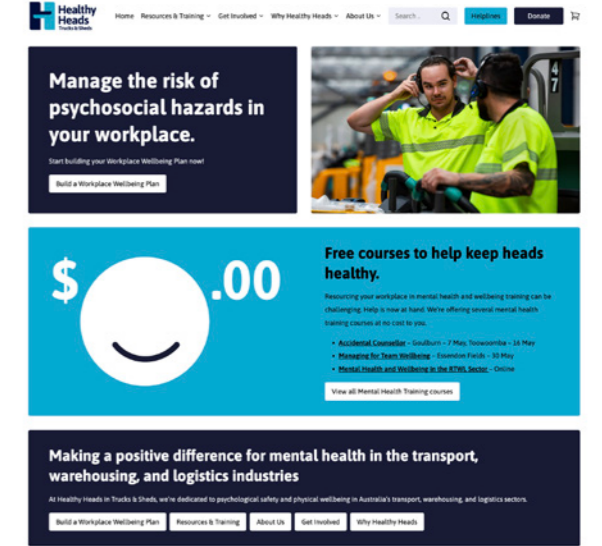 Healthy
Heads
Trucks & Sheds
Home Resources & Training Get Involved Why Healthy Heads About Us Search... Helplines Donate
Manage the risk of
psychosocial hazards in
your workplace.
Start building your Workplace Wellbeing Plan now!
Build a Workplace Wellbeing Plan
47
$ .00
Free courses to help keep heads
healthy.
Resourcing your workplace in mental health and wellbeing training can be
challenging. Help is now at hand. We're offering several mental health
training courses at no cost to you.
• Accidental Counsellor – Goulburn – 7 May, Toowoomba – 16 May
• Managing for Team Wellbeing – Essendon Fields – 30 May
• Mental Health and Wellbeing in the RTWL Sector – Online
View all Mental Health Training courses
Making a positive difference for mental health in the transport,
warehousing, and logistics industries
At Healthy Heads in Trucks & Sheds, we're dedicated to psychological safety and physical wellbeing in Australia's transport, warehousing, and logistics sectors.
Build a Workplace Wellbeing Plan Resources & Training About Us Get Involved Why Healthy Heads